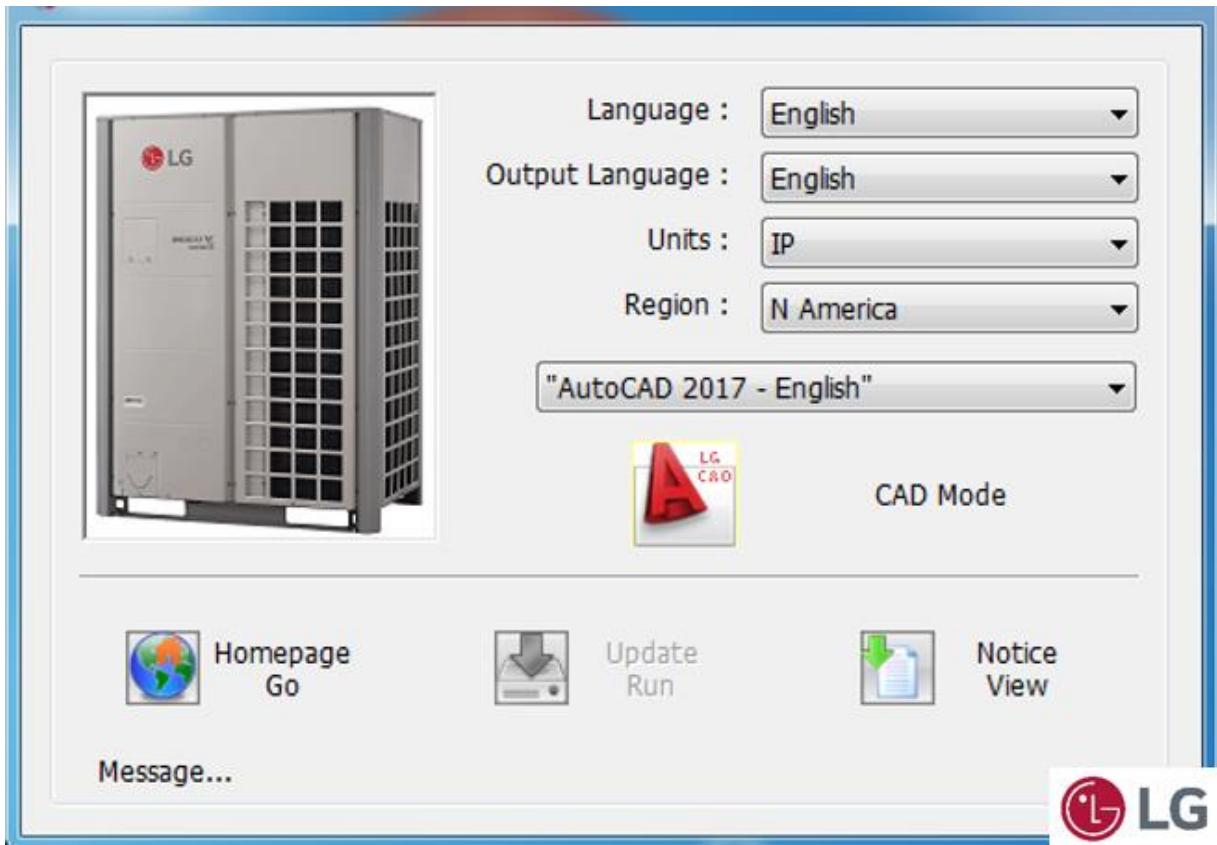 LG
Language :
English
Output Language :
English
Units :
IP
Region :
N America
"AutoCAD 2017 - English"
LG
C&O
CAD Mode
Homepage
Go
Update
Run
Notice
View
Message...
LG